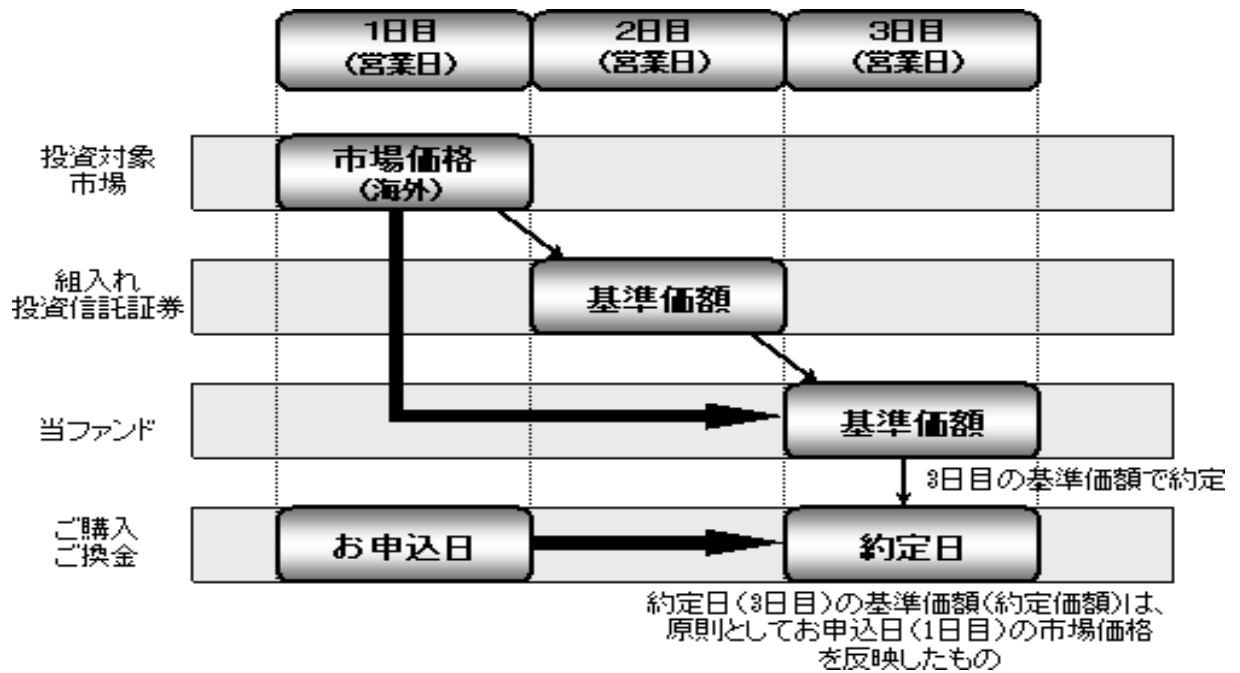 1日目
(営業日)
2日目
(営業日)
3日目
(営業日)
投資対象
市場
市場価格
(海外)
組入れ
投資信託証券
基準価額
当ファンド
基準価額
3日目の基準価額で約定
ご購入
ご換金
お申込日
約定日
約定日(3日目)の基準価額(約定価額)は、
原則としてお申込日(1日目)の市場価格
を反映したもの